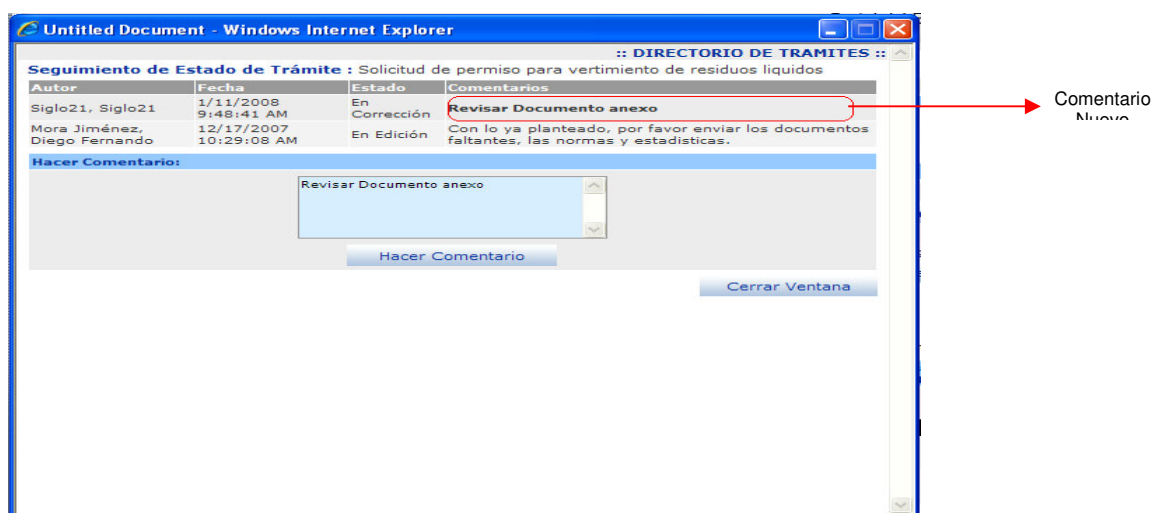 Untitled Document - Windows Internet Explorer
:: DIRECTORIO DE TRAMITES ::
Seguimiento de Estado de Trámite : Solicitud de permiso para vertimiento de residuos liquidos
Autor Fecha Estado Comentarios
Siglo21, Siglo21 1/11/2008 9:48:41 AM En Corrección Revisar Documento anexo
Mora Jiménez, Diego Fernando 12/17/2007 10:29:08 AM En Edición Con lo ya planteado, por favor enviar los documentos faltantes, las normas y estadisticas.
Hacer Comentario:
Revisar Documento anexo
Hacer Comentario
Cerrar Ventana
Comentario
Nuevo